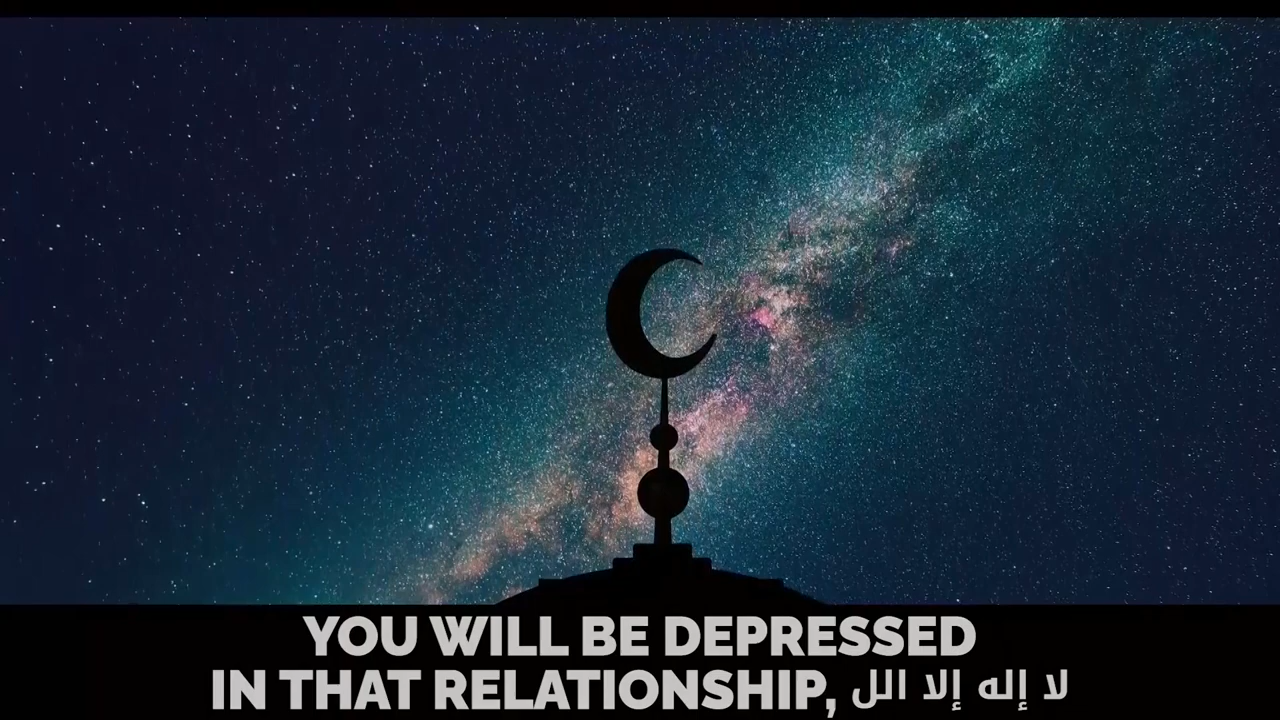 YOU WILL BE DEPRESSED
IN THAT RELATIONSHIP, لا إله إلا الل